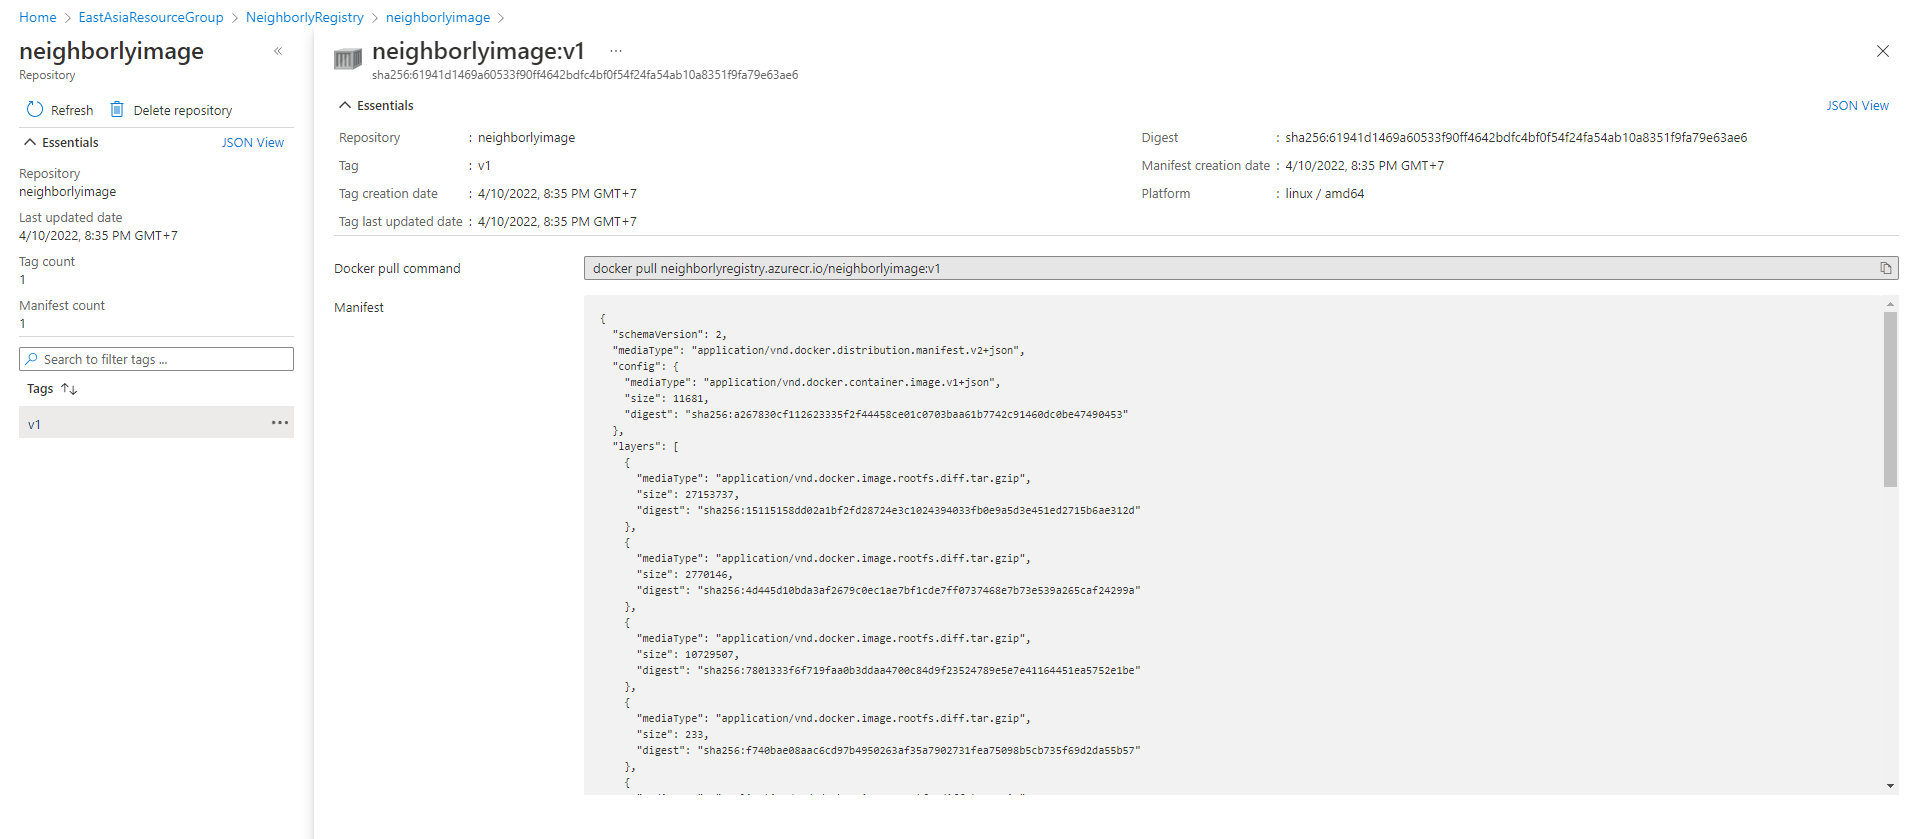 Home > EastAsiaResourceGroup > NeighborlyRegistry > neighborlyimage >
neighborlyimage «
Repository
Refresh Delete repository
Essentials JSON View
Repository
neighborlyimage
Last updated date
4/10/2022, 8:35 PM GMT+7
Tag count
1
Manifest count
1
Search to filter tags ...
Tags ↑↓
v1 ...
neighborlyimage:v1 ...
sha256:61941d1469a60533f90ff4642bdfc4bf0f54f24fa54ab10a8351f9fa79e63ae6
Essentials JSON View
Repository : neighborlyimage
Tag : v1
Tag creation date : 4/10/2022, 8:35 PM GMT+7
Tag last updated date : 4/10/2022, 8:35 PM GMT+7
Digest : sha256:61941d1469a60533f90ff4642bdfc4bf0f54f24fa54ab10a8351f9fa79e63ae6
Manifest creation date : 4/10/2022, 8:35 PM GMT+7
Platform : linux / amd64
Docker pull command docker pull neighborlyregistry.azurecr.io/neighborlyimage:v1
Manifest
{
"schemaVersion": 2,
"mediaType": "application/vnd.docker.distribution.manifest.v2+json",
"config": {
"mediaType": "application/vnd.docker.container.image.v1+json",
"size": 11681,
"digest": "sha256:a267830cf112623335f2f44458ce01c0703baa61b7742c91460dc0be47490453"
},
"layers": [
{
"mediaType": "application/vnd.docker.image.rootfs.diff.tar.gzip",
"size": 27153737,
"digest": "sha256:15115158dd02a1bf2fd28724e3c1024394033fb0e9a5d3e451ed2715b6ae312d"
},
{
"mediaType": "application/vnd.docker.image.rootfs.diff.tar.gzip",
"size": 2770146,
"digest": "sha256:4d445d10bda3af2679c0ec1ae7bf1cde7ff0737468e7b73e539a265caf24299a"
},
{
"mediaType": "application/vnd.docker.image.rootfs.diff.tar.gzip",
"size": 10729507,
"digest": "sha256:7801333f6f719faa0b3ddaa4700c84d9f23524789e5e7e41164451ea5752e1be"
},
{
"mediaType": "application/vnd.docker.image.rootfs.diff.tar.gzip",
"size": 233,
"digest": "sha256:f740bae08aac6cd97b4950263af35a7902731fea75098b5cb735f69d2da55b57"
},
{